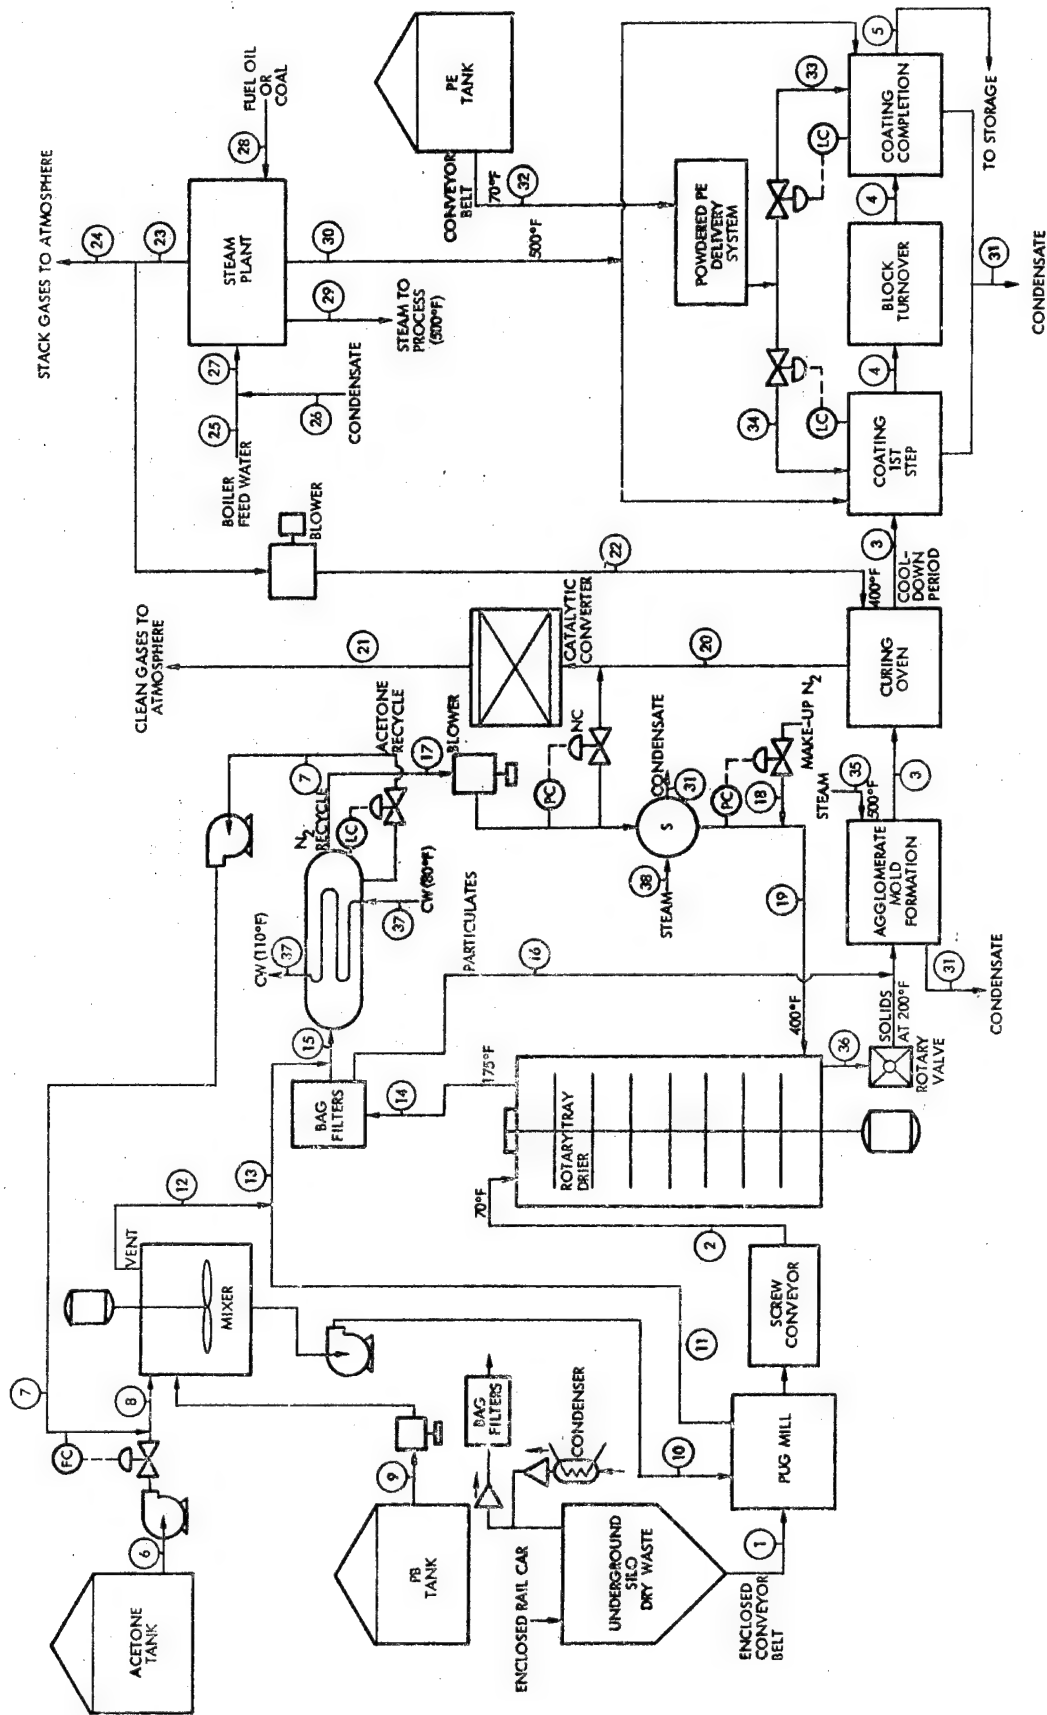 STACK GASES TO ATMOSPHERE
24
23
FUEL OIL
OR
COAL
28
STEAM
PLANT
27
25
BOILER
FEED WATER
26
CONDENSATE
29
STEAM TO
PROCESS
(500°F)
30
500°F
PE
TANK
CONVEYOR
BELT
70°F
32
POWDERED PE
DELIVERY
SYSTEM
33
LC
34
LC
5
COATING
COMPLETION
TO STORAGE
4
BLOCK
TURNOVER
4
COATING
1ST
STEP
31
CONDENSATE
BLOWER
22
CLEAN GASES TO
ATMOSPHERE
21
CATALYTIC
CONVERTER
20
400°F
3
COOL-
DOWN
PERIOD
CURING
OVEN
3
ACETONE
RECYCLE
7
N2
RECYCLE
17
BLOWER
LC
NC
PC
CONDENSATE
31
S
38
STEAM
PC
18
MAKE-UP N2
19
STEAM
35
500°F
AGGLOMERATE
MOLD
FORMATION
31
CONDENSATE
CW (110°F)
37
37
CW (80°F)
PARTICULATES
16
15
BAG
FILTERS
14
175°F
400°F
36
SOLIDS
AT 200°F
ROTARY
VALVE
ROTARY TRAY
DRIER
70°F
2
13
12
VENT
MIXER
7
8
FC
6
ACETONE
TANK
9
PB
TANK
BAG
FILTERS
CONDENSER
10
11
SCREW
CONVEYOR
PUG MILL
ENCLOSED RAIL CAR
UNDERGROUND
SILO
DRY WASTE
1
ENCLOSED
CONVEYOR
BELT